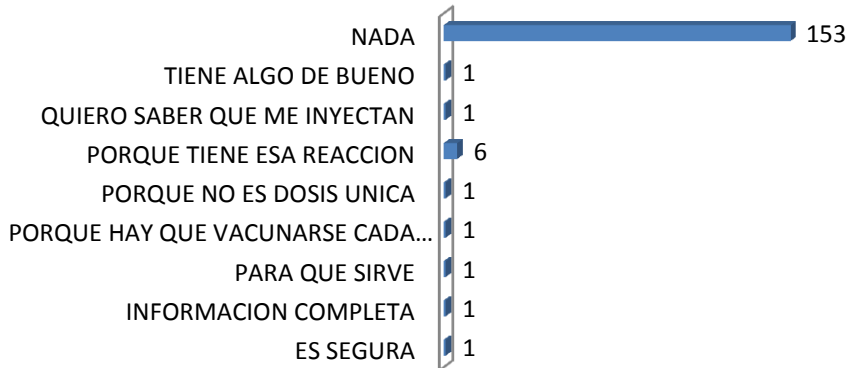 NADA 153
TIENE ALGO DE BUENO 1
QUIERO SABER QUE ME INYECTAN 1
PORQUE TIENE ESA REACCION 6
PORQUE NO ES DOSIS UNICA 1
PORQUE HAY QUE VACUNARSE CADA... 1
PARA QUE SIRVE 1
INFORMACION COMPLETA 1
ES SEGURA 1